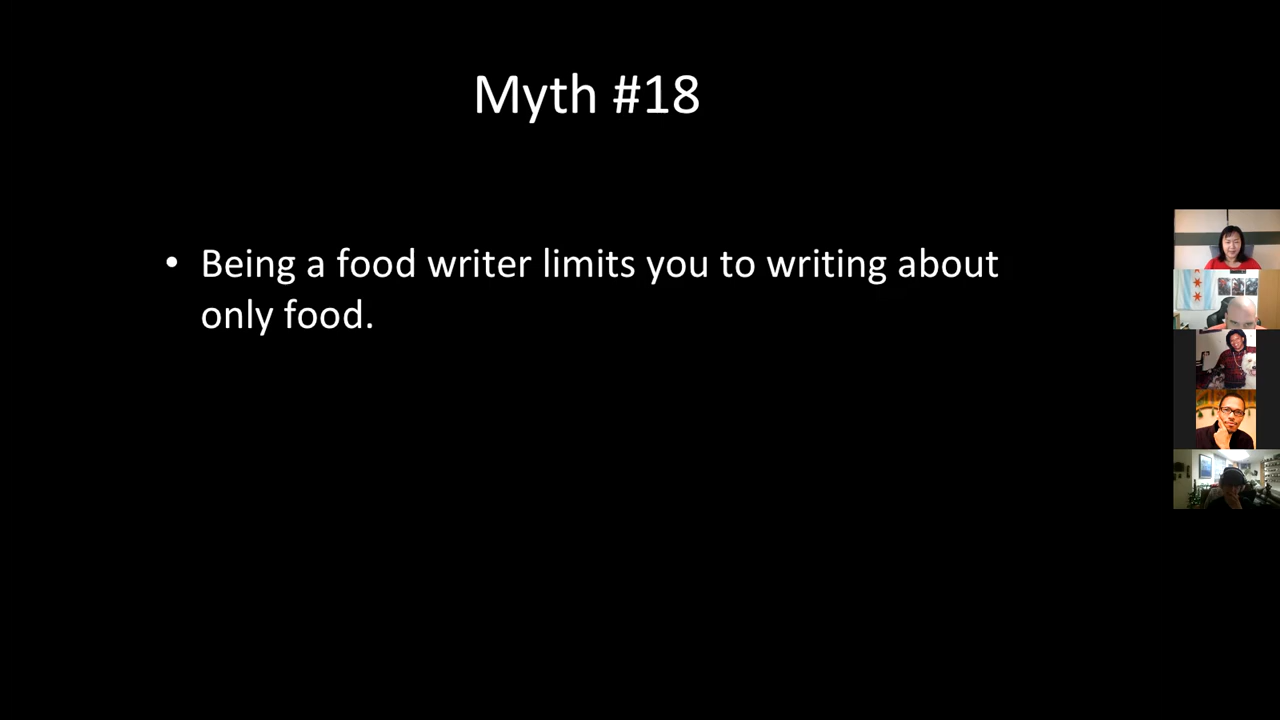 Myth #18
• Being a food writer limits you to writing about
only food.